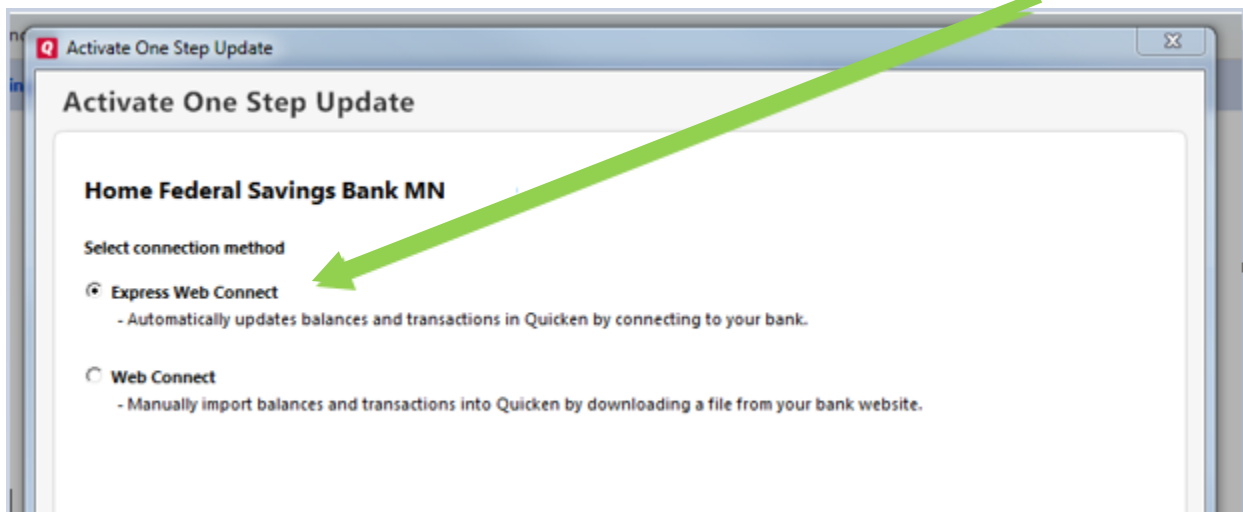 Activate One Step Update
Activate One Step Update
Home Federal Savings Bank MN
Select connection method
Express Web Connect
- Automatically updates balances and transactions in Quicken by connecting to your bank.
Web Connect
- Manually import balances and transactions into Quicken by downloading a file from your bank website.